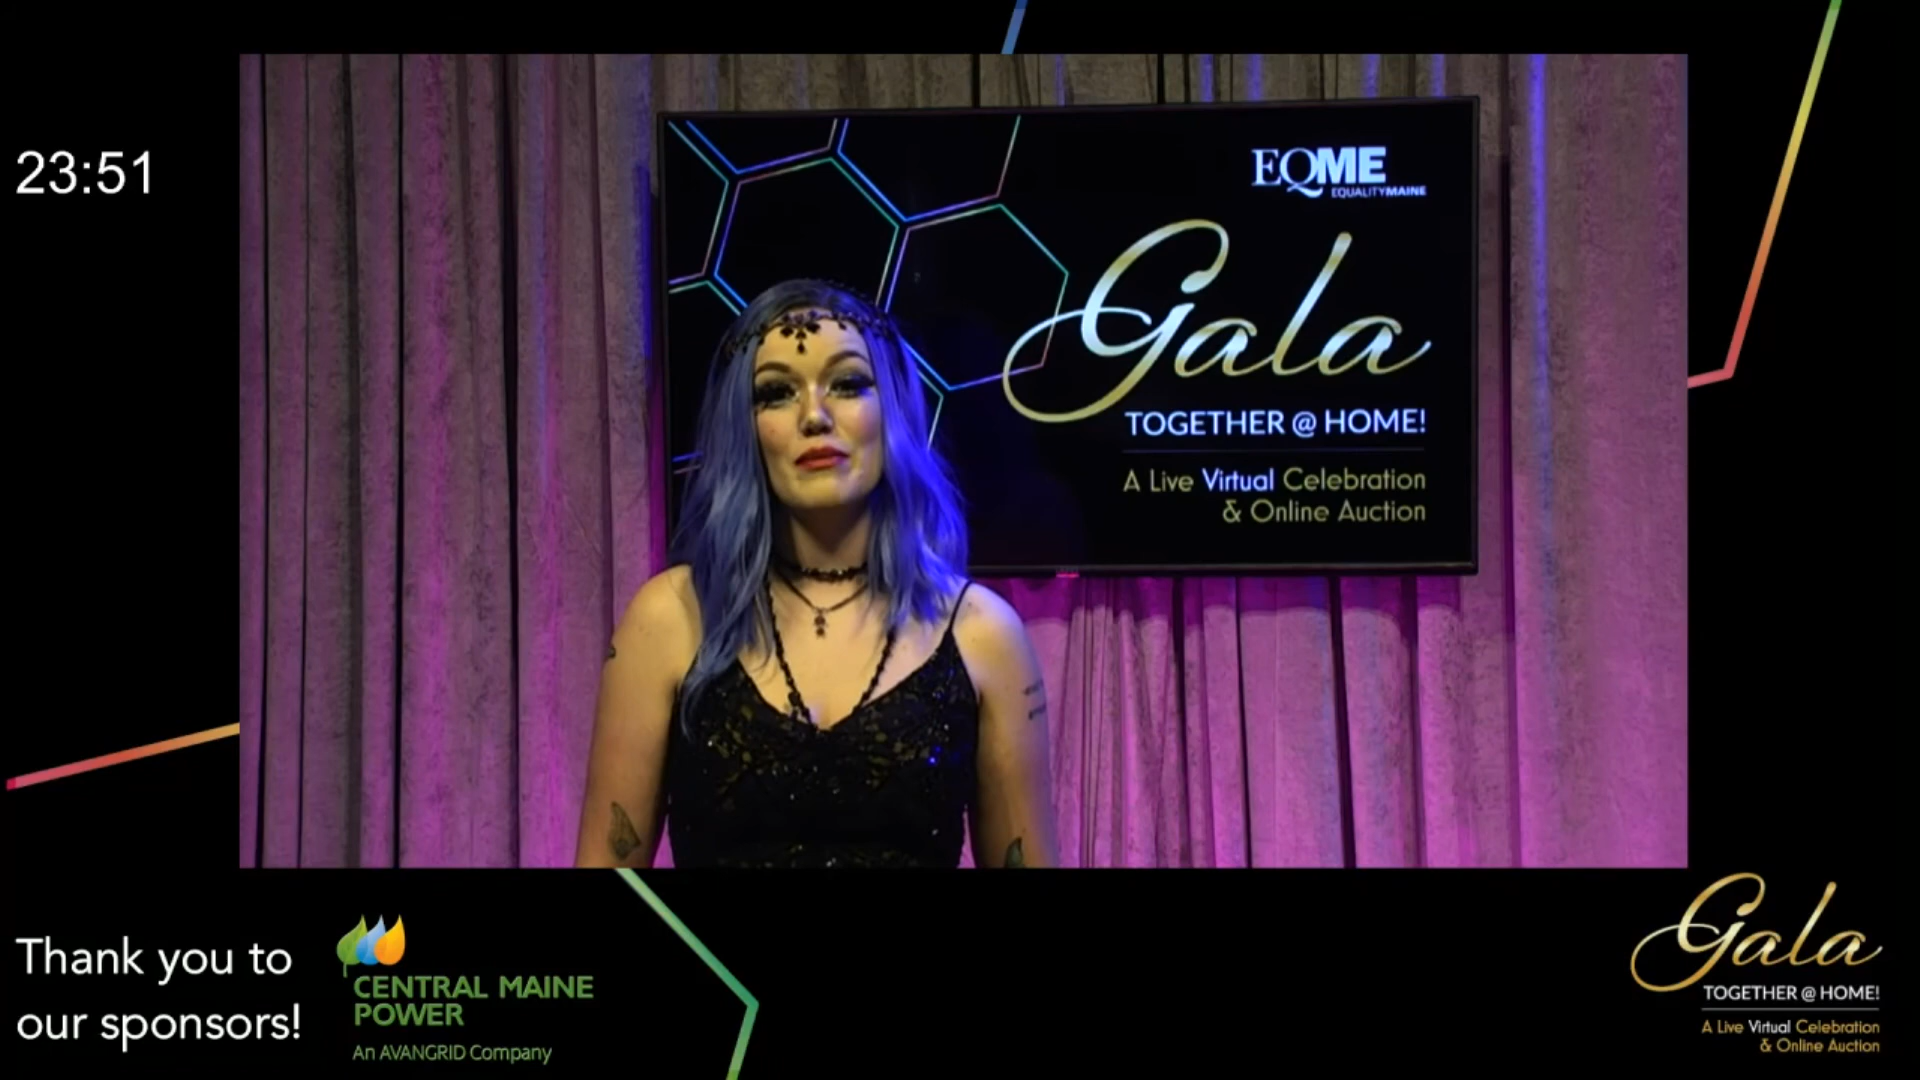 23:51
EQME
EQUALITYMAINE
Gala
TOGETHER @ HOME!
A Live Virtual Celebration
& Online Auction
Thank you to
our sponsors!
CENTRAL MAINE
POWER
An AVANGRID Company
Gala
TOGETHER @ HOME!
A Live Virtual Celebration
& Online Auction